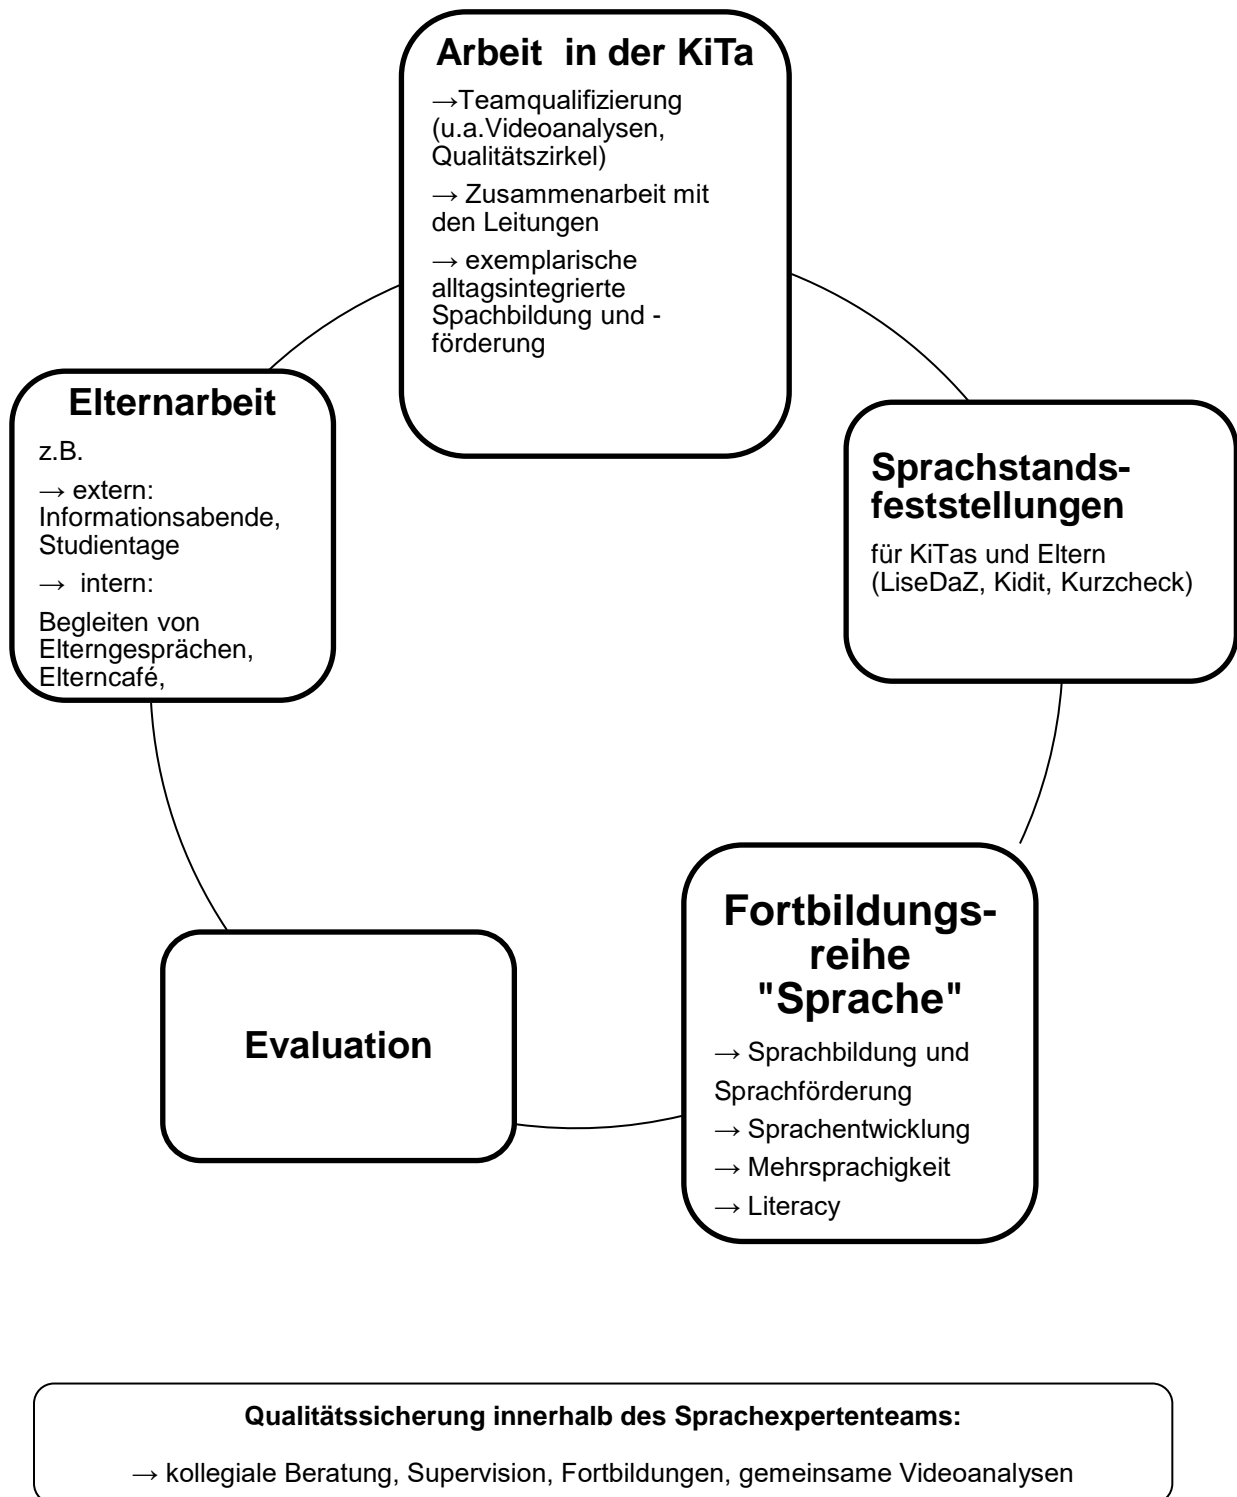 Arbeit  in der KiTa
→Teamqualifizierung
(u.a.Videoanalysen,
Qualitätszirkel)
→ Zusammenarbeit mit
den Leitungen
→ exemplarische
alltagsintegrierte
Spachbildung und -
förderung
Elternarbeit
z.B.
→ extern:
Informationsabende,
Studientage
→  intern:
Begleiten von
Elterngesprächen,
Elterncafé,
Sprachstands-
feststellungen
für KiTas und Eltern
(LiseDaZ, Kidit, Kurzcheck)
Fortbildungs-
reihe
"Sprache"
→ Sprachbildung und
Sprachförderung
→ Sprachentwicklung
→ Mehrsprachigkeit
→ Literacy
Evaluation
Qualitätssicherung innerhalb des Sprachexpertenteams:
→ kollegiale Beratung, Supervision, Fortbildungen, gemeinsame Videoanalysen